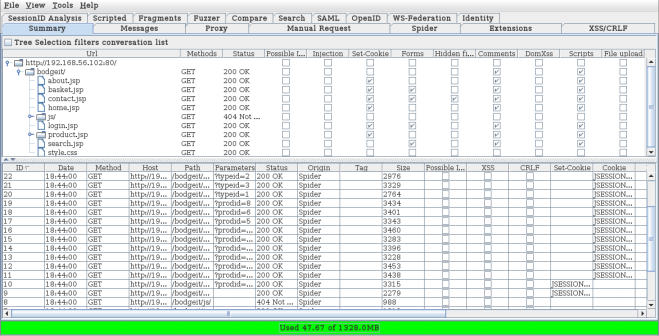 File View Tools Help
SessionID Analysis Scripted Fragments Fuzzer Compare Search SAML OpenID WS-Federation Identity
Summary Messages Proxy Manual Request Spider Extensions XSS/CRLF
Tree Selection filters conversation list
Url Methods Status Possible I... Injection Set-Cookie Forms Hidden fi... Comments DomXss Scripts File upload
http://192.168.56.102:80/
bodgeit/ GET 200 OK
about.jsp GET 200 OK
basket.jsp GET 200 OK
contact.jsp GET 200 OK
home.jsp GET 200 OK
js/ GET 404 Not ...
login.jsp GET 200 OK
product.jsp GET 200 OK
search.jsp GET 200 OK
style.css GET 200 OK
ID Date Method Host Path Parameters Status Origin Tag Size Possible I... XSS CRLF Set-Cookie Cookie
22 18:44:00 GET http://19... /bodgeit/... ?typeid=2 200 OK Spider 2976 JSESSION...
21 18:44:00 GET http://19... /bodgeit/... ?typeid=3 200 OK Spider 3329 JSESSION...
20 18:44:00 GET http://19... /bodgeit/... ?typeid=1 200 OK Spider 2764 JSESSION...
19 18:44:00 GET http://19... /bodgeit/... ?prodid=8 200 OK Spider 3434 JSESSION...
18 18:44:00 GET http://19... /bodgeit/... ?prodid=6 200 OK Spider 3401 JSESSION...
17 18:44:00 GET http://19... /bodgeit/... ?prodid=5 200 OK Spider 3343 JSESSION...
16 18:44:00 GET http://19... /bodgeit/... ?prodid=... 200 OK Spider 3460 JSESSION...
15 18:44:00 GET http://19... /bodgeit/... ?prodid=... 200 OK Spider 3283 JSESSION...
14 18:44:00 GET http://19... /bodgeit/... ?prodid=... 200 OK Spider 3396 JSESSION...
13 18:44:00 GET http://19... /bodgeit/... ?prodid=... 200 OK Spider 3228 JSESSION...
12 18:44:00 GET http://19... /bodgeit/... ?prodid=... 200 OK Spider 3453 JSESSION...
11 18:44:00 GET http://19... /bodgeit/... ?prodid=... 200 OK Spider 3438 JSESSION...
10 18:44:00 GET http://19... /bodgeit/... ?prodid=... 200 OK Spider 3315 JSESSION...
9 18:44:00 GET http://19... /bodgeit/... 200 OK Spider 2279 JSESSION...
8 18:44:00 GET http://19... /bodgeit/js/ 404 Not ... Spider 988
Used 47.67 of 1328.0MB